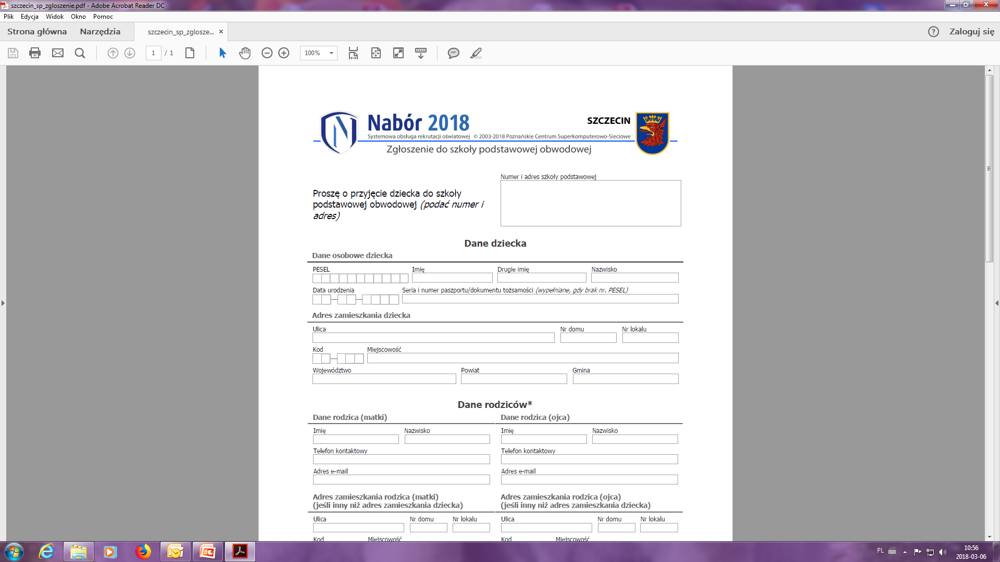 szczecin_sp_zgloszenie.pdf - Adobe Acrobat Reader DC
Plik Edycja Widok Okno Pomoc
Strona główna Narzędzia szczecin_sp_zglosze... × Zaloguj się
1 / 1 100%
Nabór 2018 SZCZECIN
Systemowa obsługa rekrutacji oświatowej © 2003-2018 Poznańskie Centrum Superkomputerowo-Sieciowe
Zgłoszenie do szkoły podstawowej obwodowej
Numer i adres szkoły podstawowej
Proszę o przyjęcie dziecka do szkoły
podstawowej obwodowej (podać numer i
adres)
Dane dziecka
Dane osobowe dziecka
PESEL Imię Drugie imię Nazwisko
Data urodzenia Seria i numer paszportu/dokumentu tożsamości (wypełniane, gdy brak nr. PESEL)
Adres zamieszkania dziecka
Ulica Nr domu Nr lokalu
Kod Miejscowość
Województwo Powiat Gmina
Dane rodziców*
Dane rodzica (matki) Dane rodzica (ojca)
Imię Nazwisko Imię Nazwisko
Telefon kontaktowy Telefon kontaktowy
Adres e-mail Adres e-mail
Adres zamieszkania rodzica (matki) Adres zamieszkania rodzica (ojca)
(jeśli inny niż adres zamieszkania dziecka) (jeśli inny niż adres zamieszkania dziecka)
Ulica Nr domu Nr lokalu Ulica Nr domu Nr lokalu
Kod Miejscowość Kod Miejscowość
PL 10:56
2018-03-06